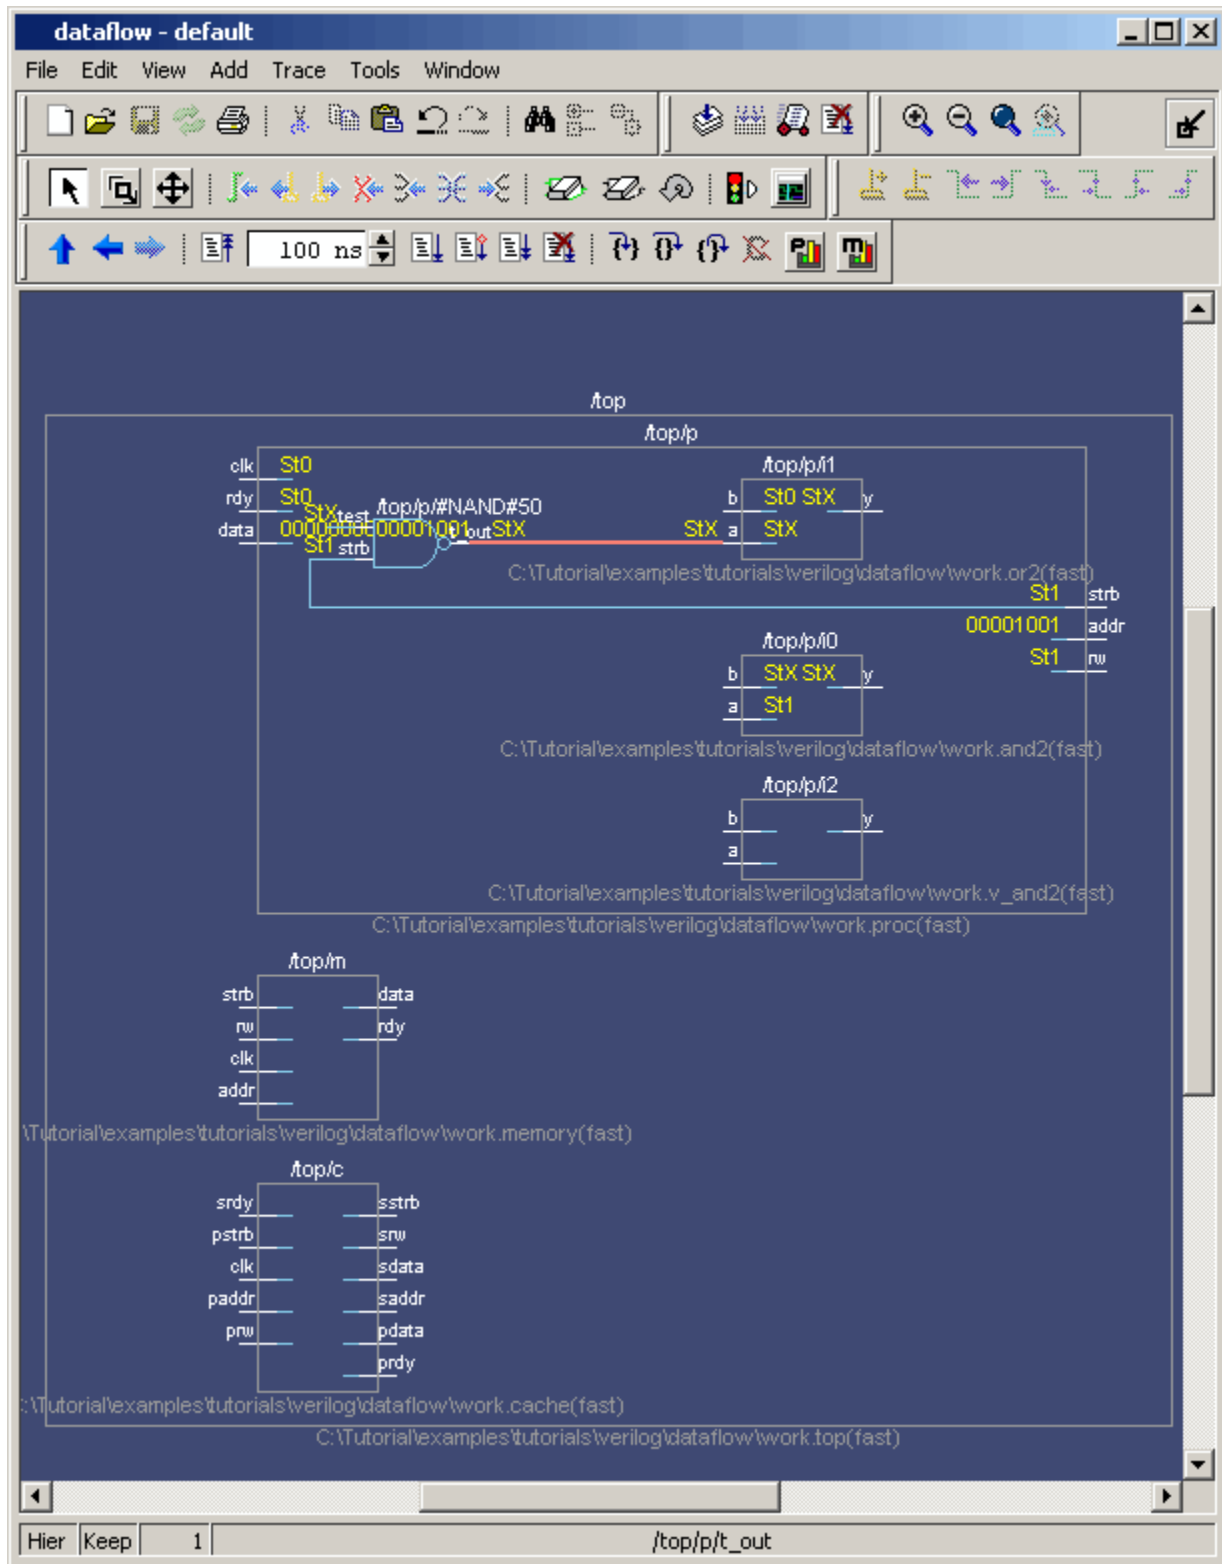 dataflow - default
File Edit View Add Trace Tools Window
100 ns
/top
/top/p
clk St0 /top/p/i1
rdy St0 StX test /top/p/#NAND#50 b St0 StX y
data 0000000000001001 t_out StX StX a StX
St1 strb
C:\Tutorial\examples\tutorials\verilog\dataflow\work.or2(fast)
St1 strb
00001001 addr
/top/p/i0
St1 rw
b StX StX y
a St1
C:\Tutorial\examples\tutorials\verilog\dataflow\work.and2(fast)
/top/p/i2
b y
a
C:\Tutorial\examples\tutorials\verilog\dataflow\work.v_and2(fast)
C:\Tutorial\examples\tutorials\verilog\dataflow\work.proc(fast)
/top/m
strb data
rw rdy
clk
addr
\Tutorial\examples\tutorials\verilog\dataflow\work.memory(fast)
/top/c
srdy sstrb
pstrb srw
clk sdata
paddr saddr
prw pdata
prdy
:\Tutorial\examples\tutorials\verilog\dataflow\work.cache(fast)
C:\Tutorial\examples\tutorials\verilog\dataflow\work.top(fast)
Hier Keep 1 /top/p/t_out